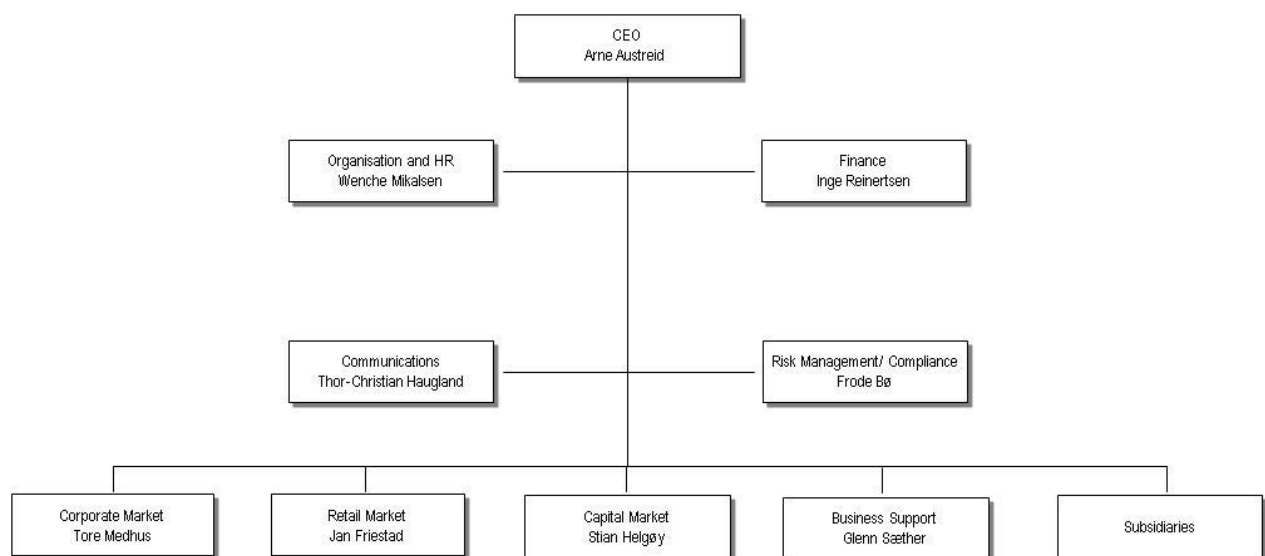 CEO
Arne Austreid
Organisation and HR
Wenche Mikalsen
Finance
Inge Reinertsen
Communications
Thor-Christian Haugland
Risk Management/ Compliance
Frode Bø
Corporate Market
Tore Medhus
Retail Market
Jan Friestad
Capital Market
Stian Helgøy
Business Support
Glenn Sæther
Subsidiaries